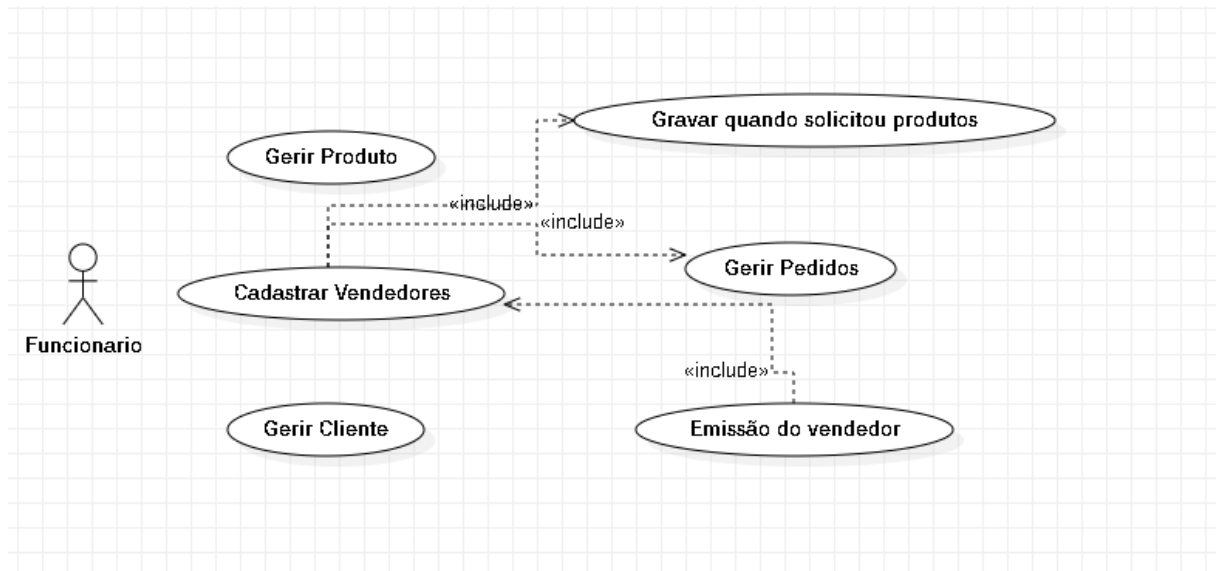 Gravar quando solicitou produtos
Gerir Produto
«include»
«include»
Gerir Pedidos
Cadastrar Vendedores
Funcionario
«include»
Gerir Cliente
Emissão do vendedor